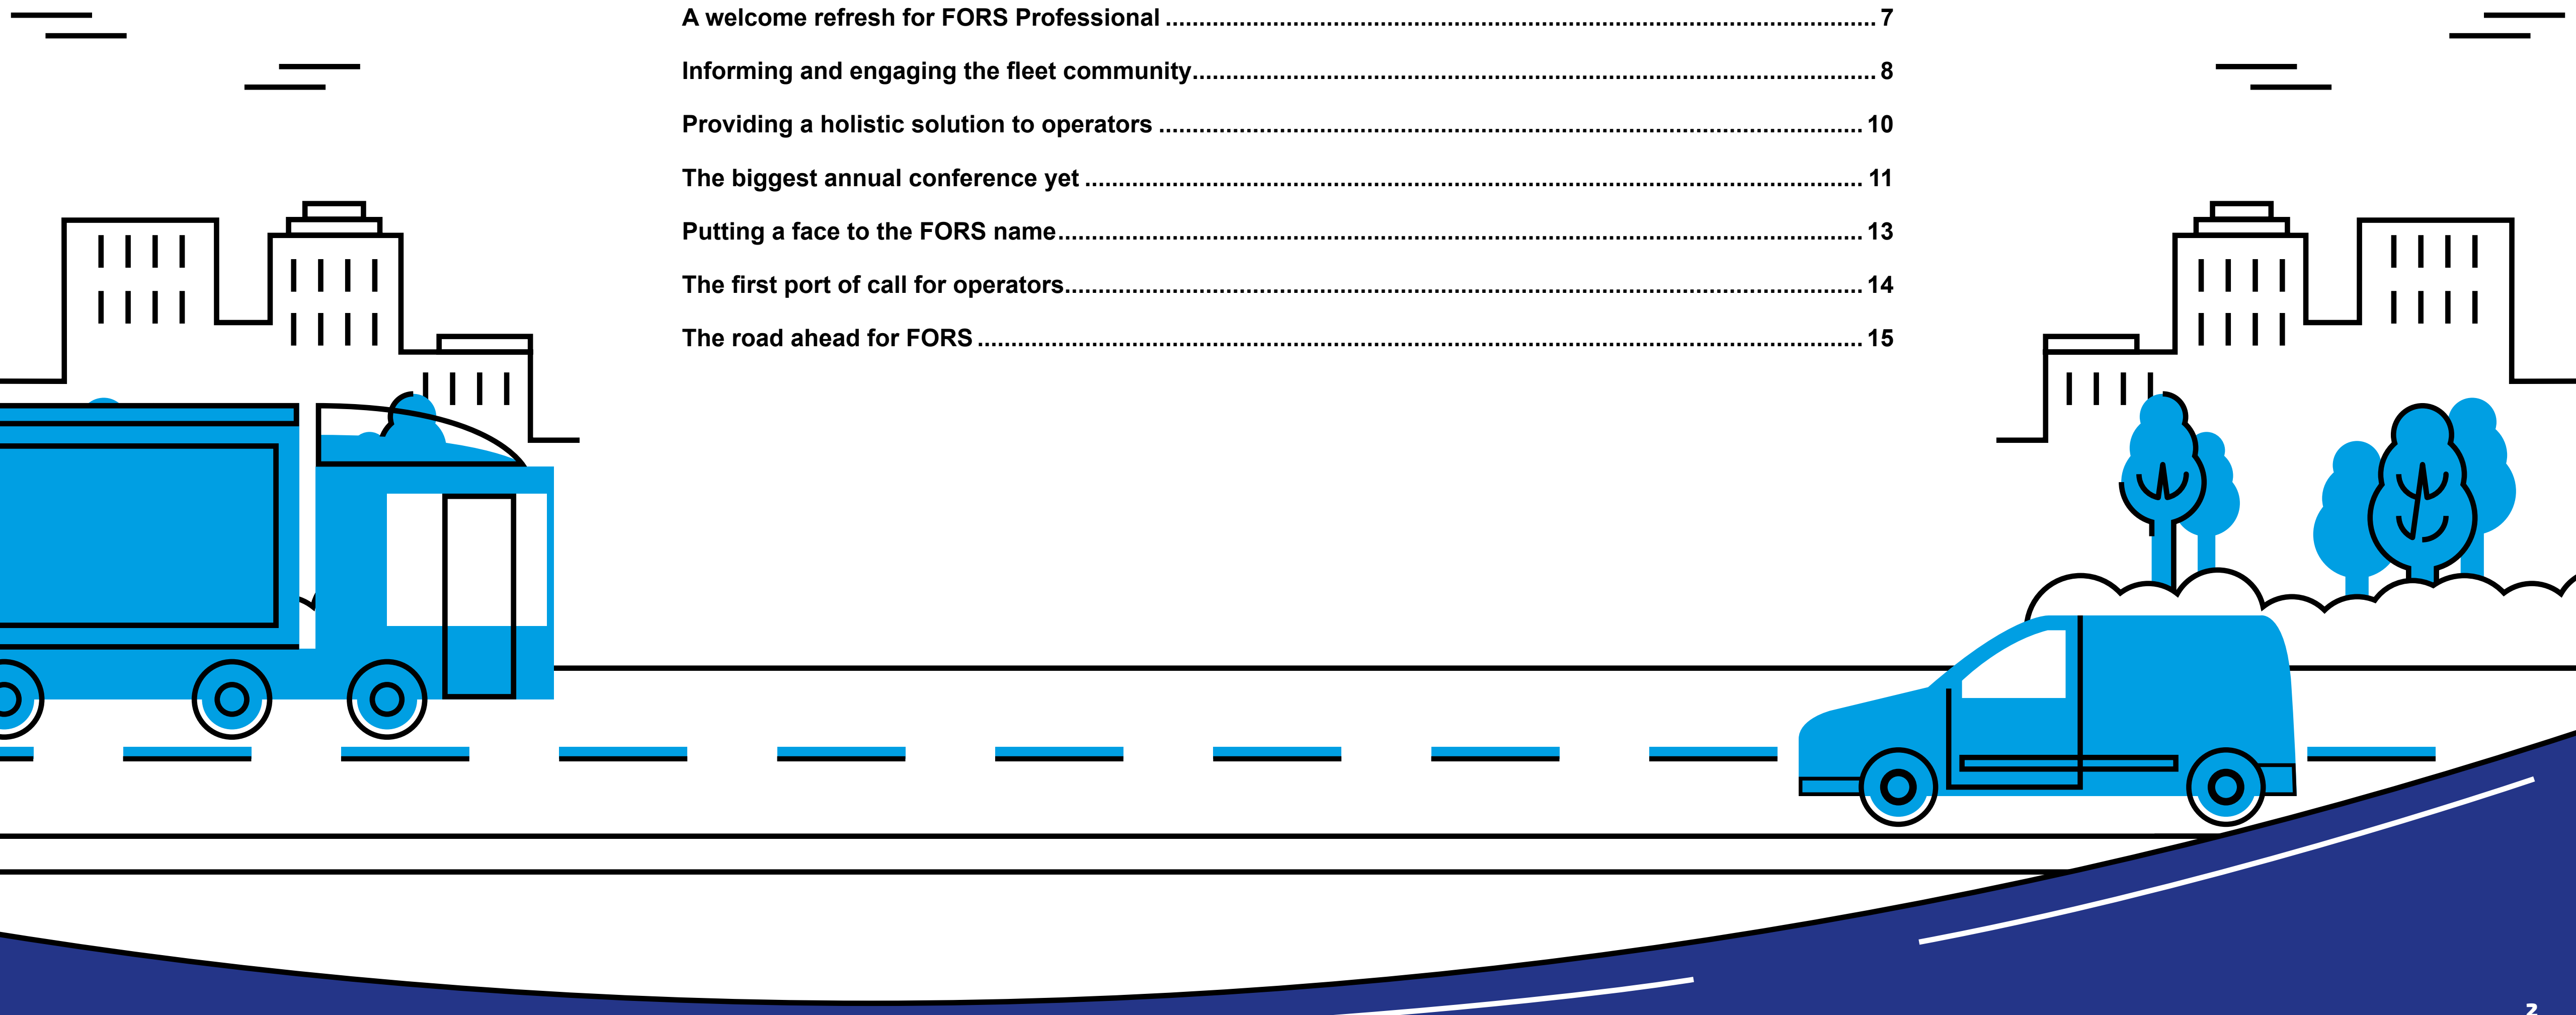 A welcome refresh for FORS Professional ........................................................................................................... 7
Informing and engaging the fleet community....................................................................................................... 8
Providing a holistic solution to operators .......................................................................................................... 10
The biggest annual conference yet ..................................................................................................................... 11
Putting a face to the FORS name......................................................................................................................... 13
The first port of call for operators........................................................................................................................ 14
The road ahead for FORS ..................................................................................................................................... 15
2